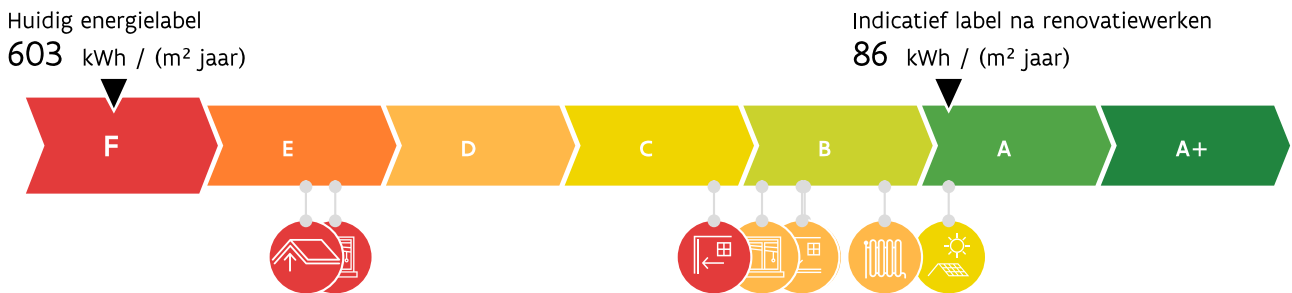 Huidig energielabel
603 kWh / (m² jaar)
Indicatief label na renovatiewerken
86 kWh / (m² jaar)
F E D C B A A+